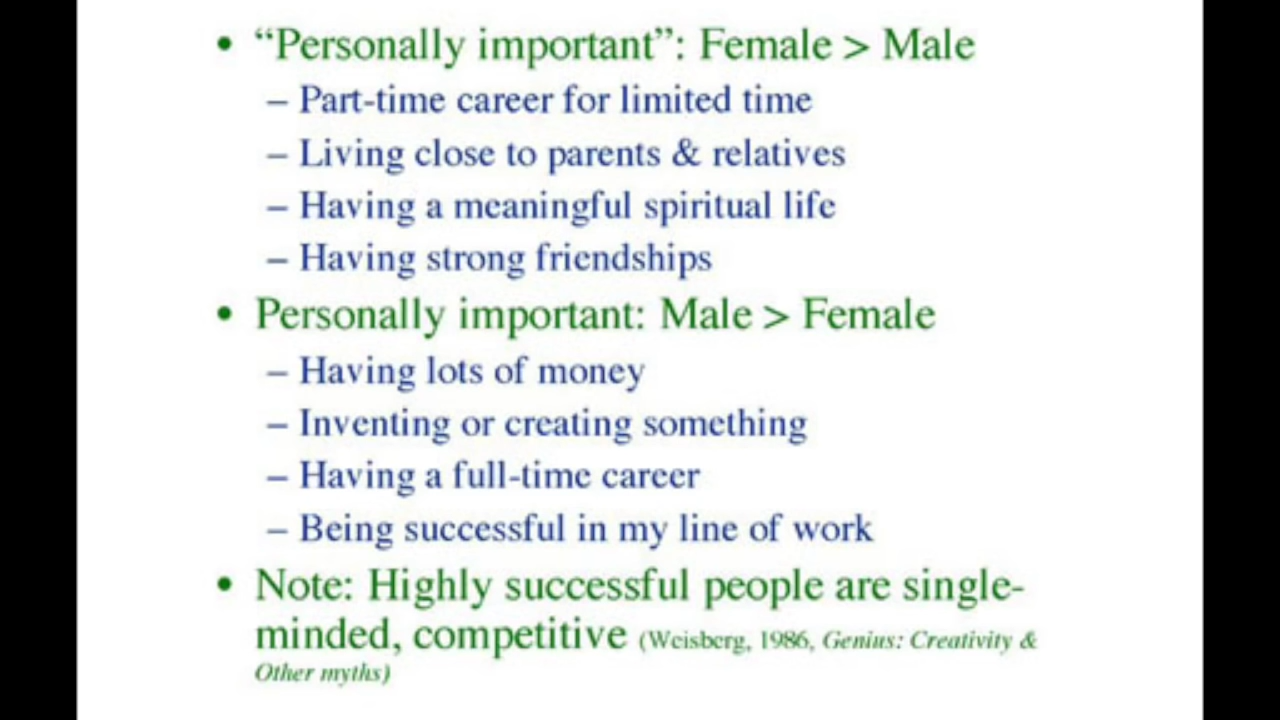 • “Personally important”: Female > Male
– Part-time career for limited time
– Living close to parents & relatives
– Having a meaningful spiritual life
– Having strong friendships
• Personally important: Male > Female
– Having lots of money
– Inventing or creating something
– Having a full-time career
– Being successful in my line of work
• Note: Highly successful people are single-
minded, competitive (Weisberg, 1986, Genius: Creativity &
Other myths)